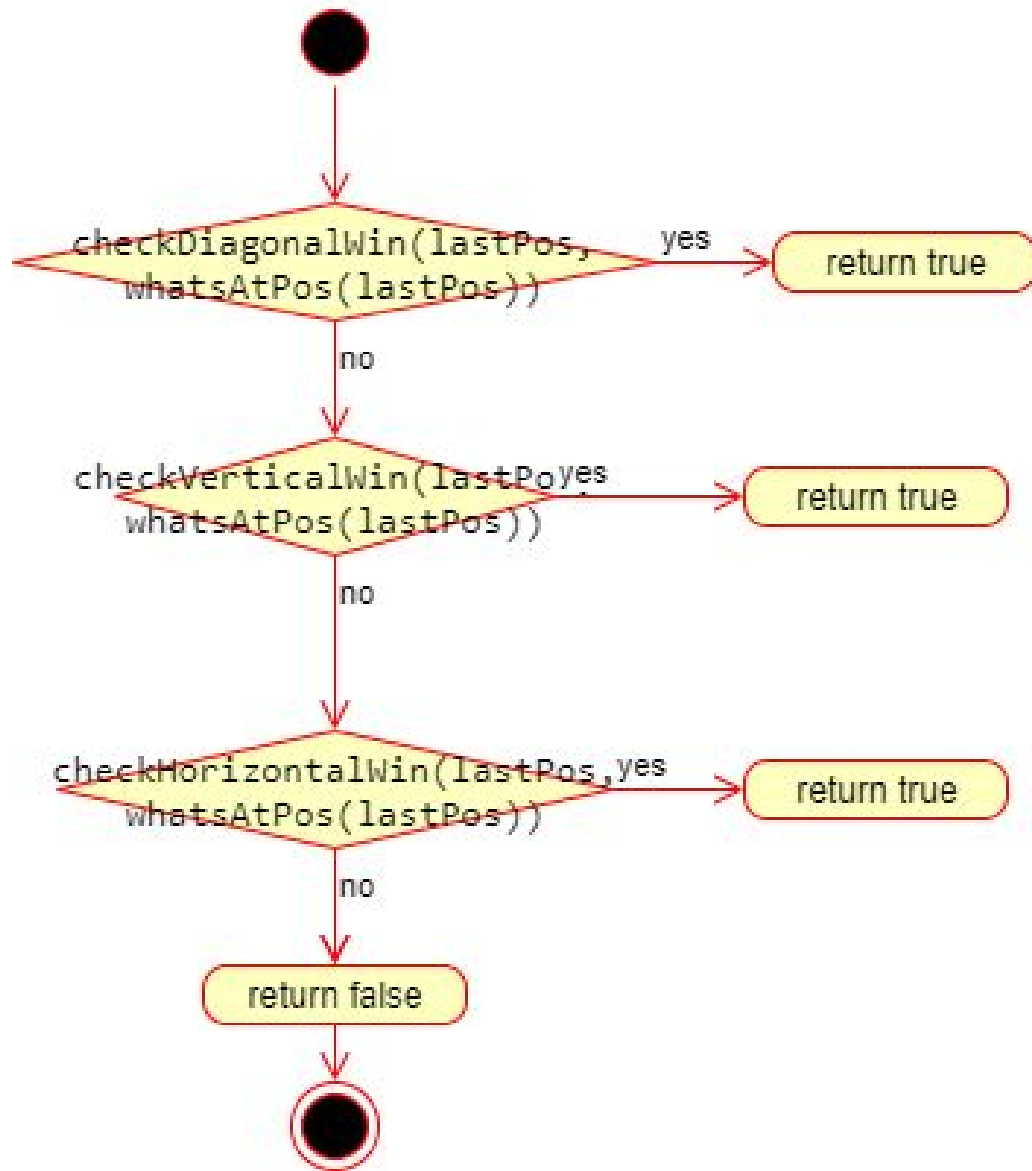 checkDiagonalWin(lastPos,
whatsAtPos(lastPos))
yes
return true
no
checkVerticalWin(lastPo
whatsAtPos(lastPos))
yes
return true
no
checkHorizontalWin(lastPos,
whatsAtPos(lastPos))
yes
return true
no
return false